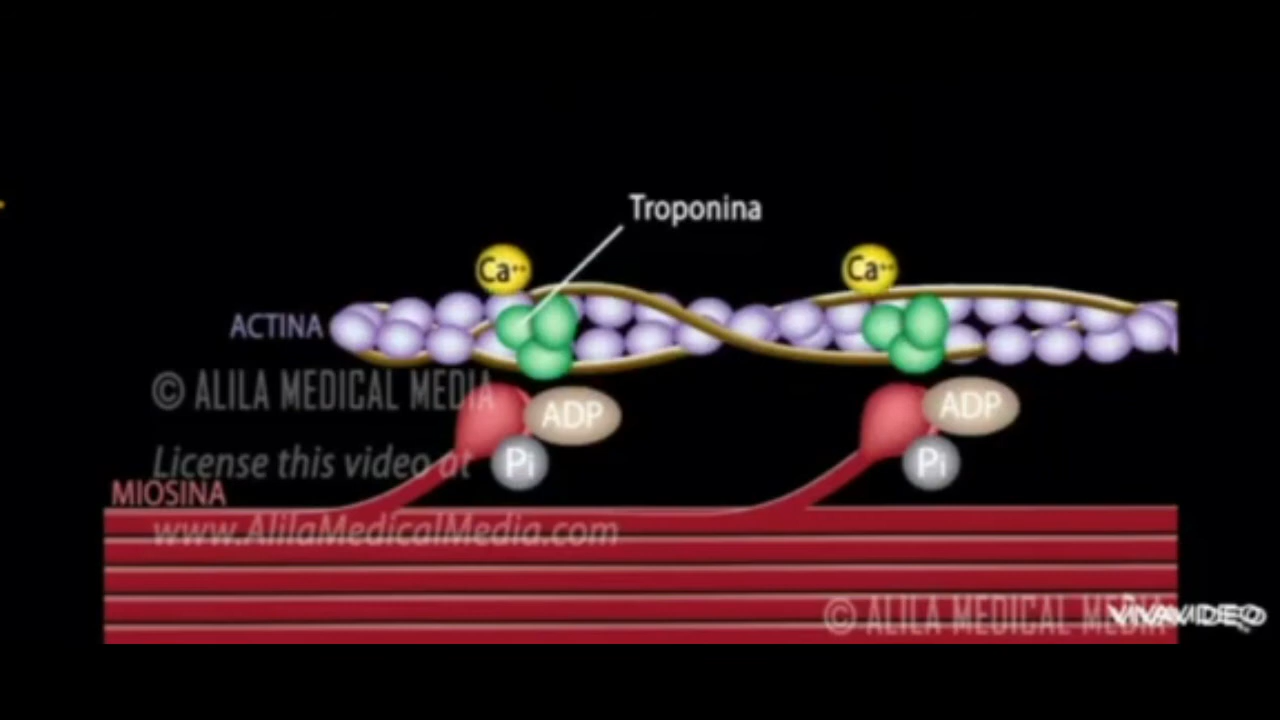 Troponina
Ca++ Ca++
ACTINA
© ALILA MEDICAL MEDIA
ADP ADP
License this video at Pi Pi
MIOSINA
www.AlilaMedicalMedia.com
© ALILA MEDICAL MEDIA VIVAVIDEO